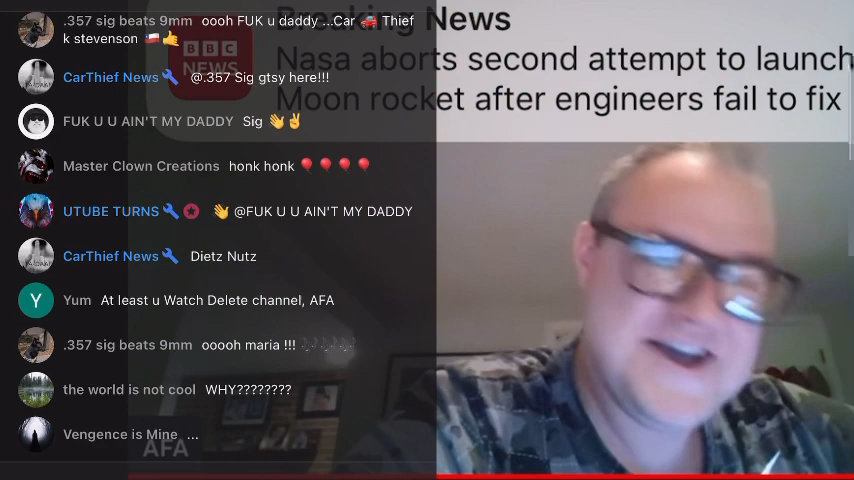 Breaking News
Nasa aborts second attempt to launch
Moon rocket after engineers fail to fix
BBC
NEWS
.357 sig beats 9mm oooh FUK u daddy ...Car 🚗 Thief
k stevenson 🇨🇱🤙
CarThief News🔧 @.357 Sig gtsy here!!!
FUK U U AIN'T MY DADDY Sig 👋✌
Master Clown Creations honk honk 🎈🎈🎈🎈
UTUBE TURNS🔧 👋 @FUK U U AIN'T MY DADDY
CarThief News🔧 Dietz Nutz
Y
Yum At least u Watch Delete channel, AFA
.357 sig beats 9mm ooooh maria !!! 🎶🎶🎶🎶
the world is not cool WHY????????
Vengence is Mine ...
AFA